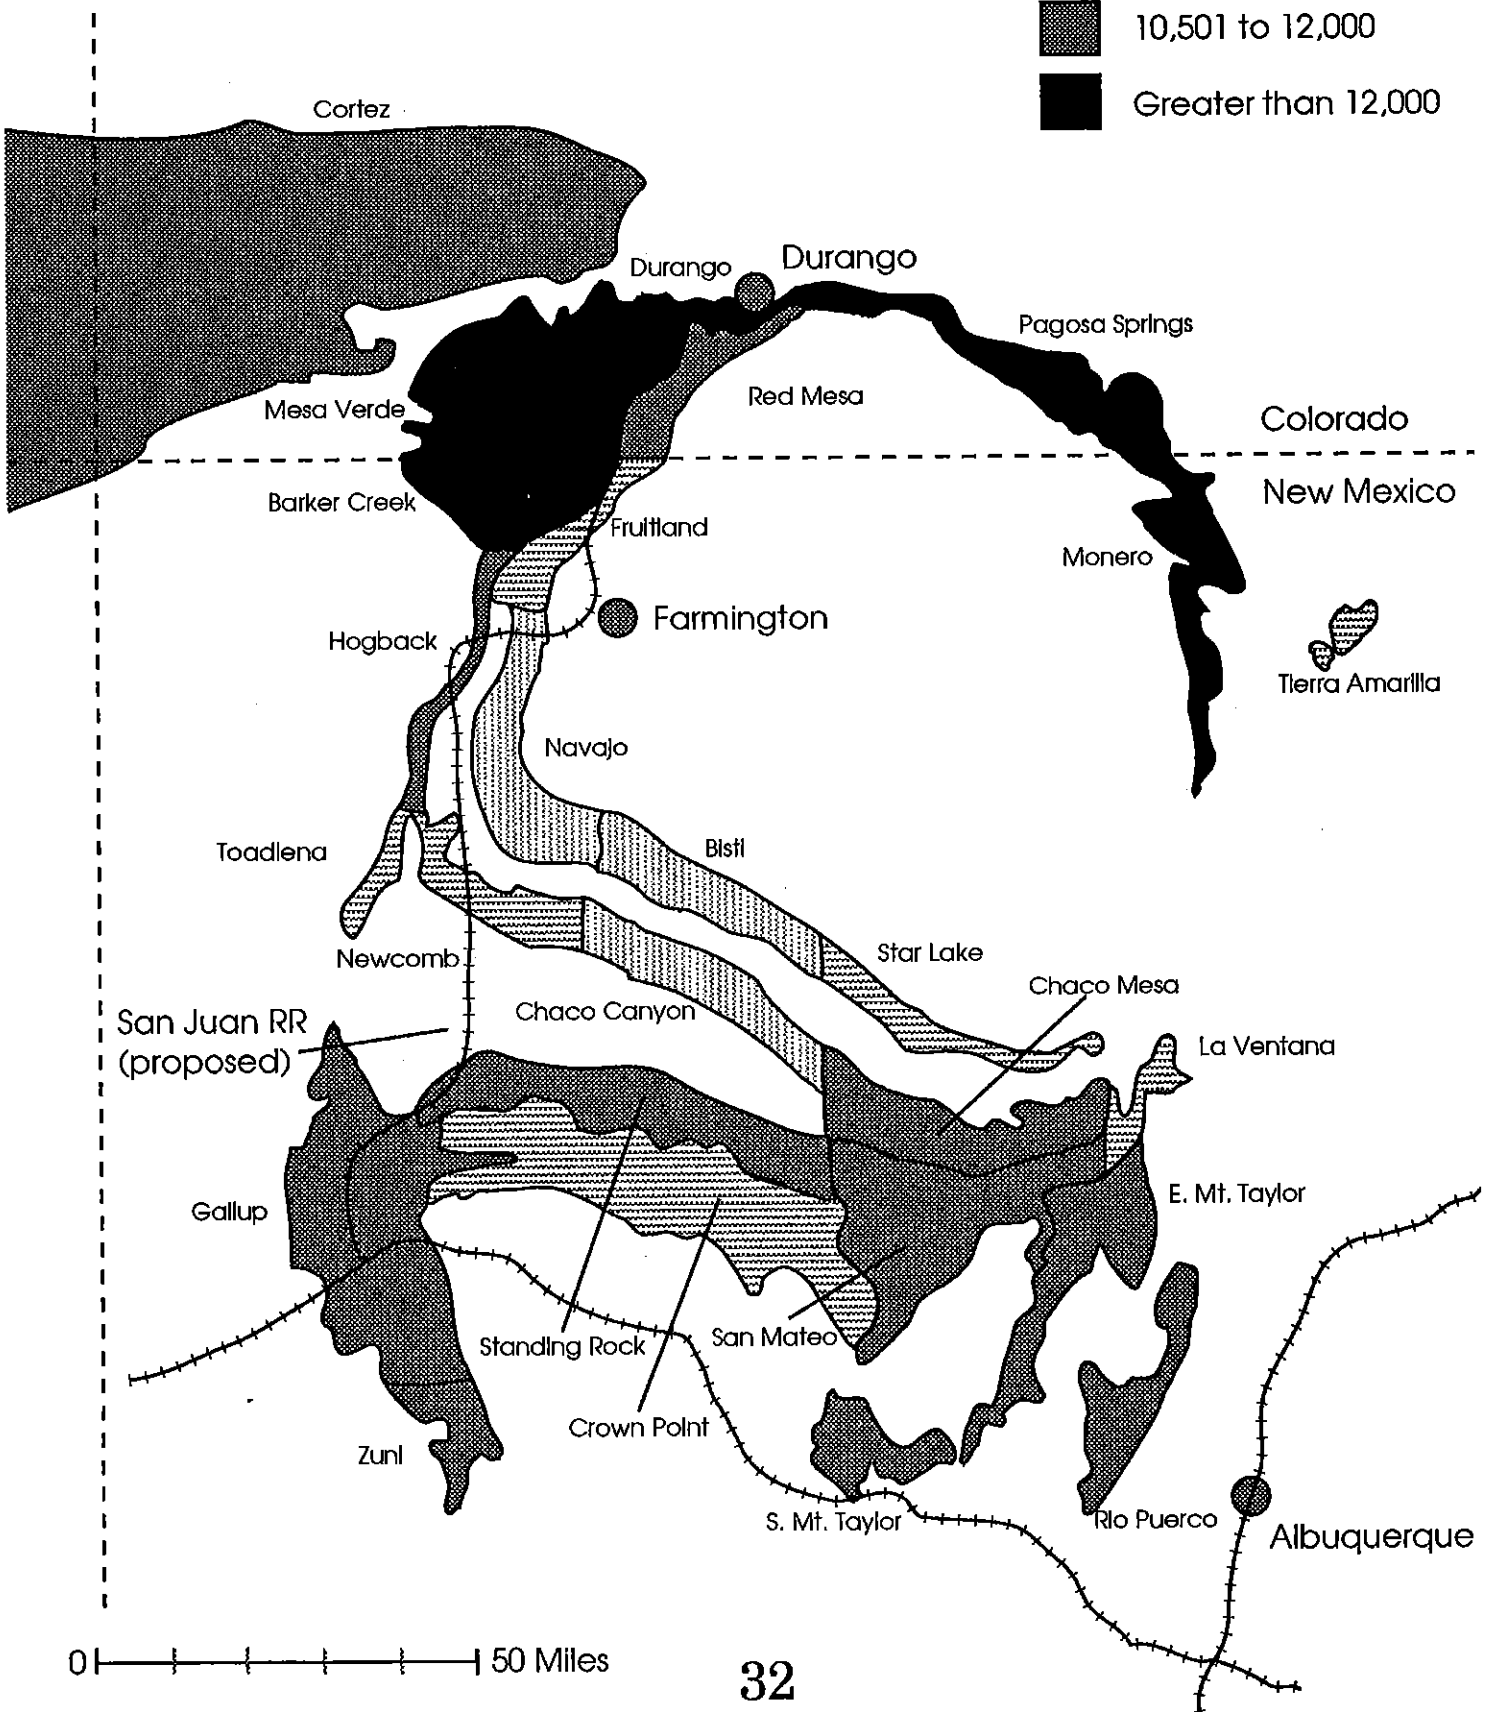 10,501 to 12,000
Greater than 12,000
Cortez
Durango
Durango
Pagosa Springs
Red Mesa
Mesa Verde
Colorado
New Mexico
Barker Creek
Fruitland
Monero
Farmington
Hogback
Tierra Amarilla
Navajo
Bisti
Toadlena
Star Lake
Newcomb
Chaco Mesa
Chaco Canyon
San Juan RR
(proposed)
La Ventana
E. Mt. Taylor
Gallup
Standing Rock
San Mateo
Crown Point
Zuni
S. Mt. Taylor
Rio Puerco
Albuquerque
0 50 Miles
32